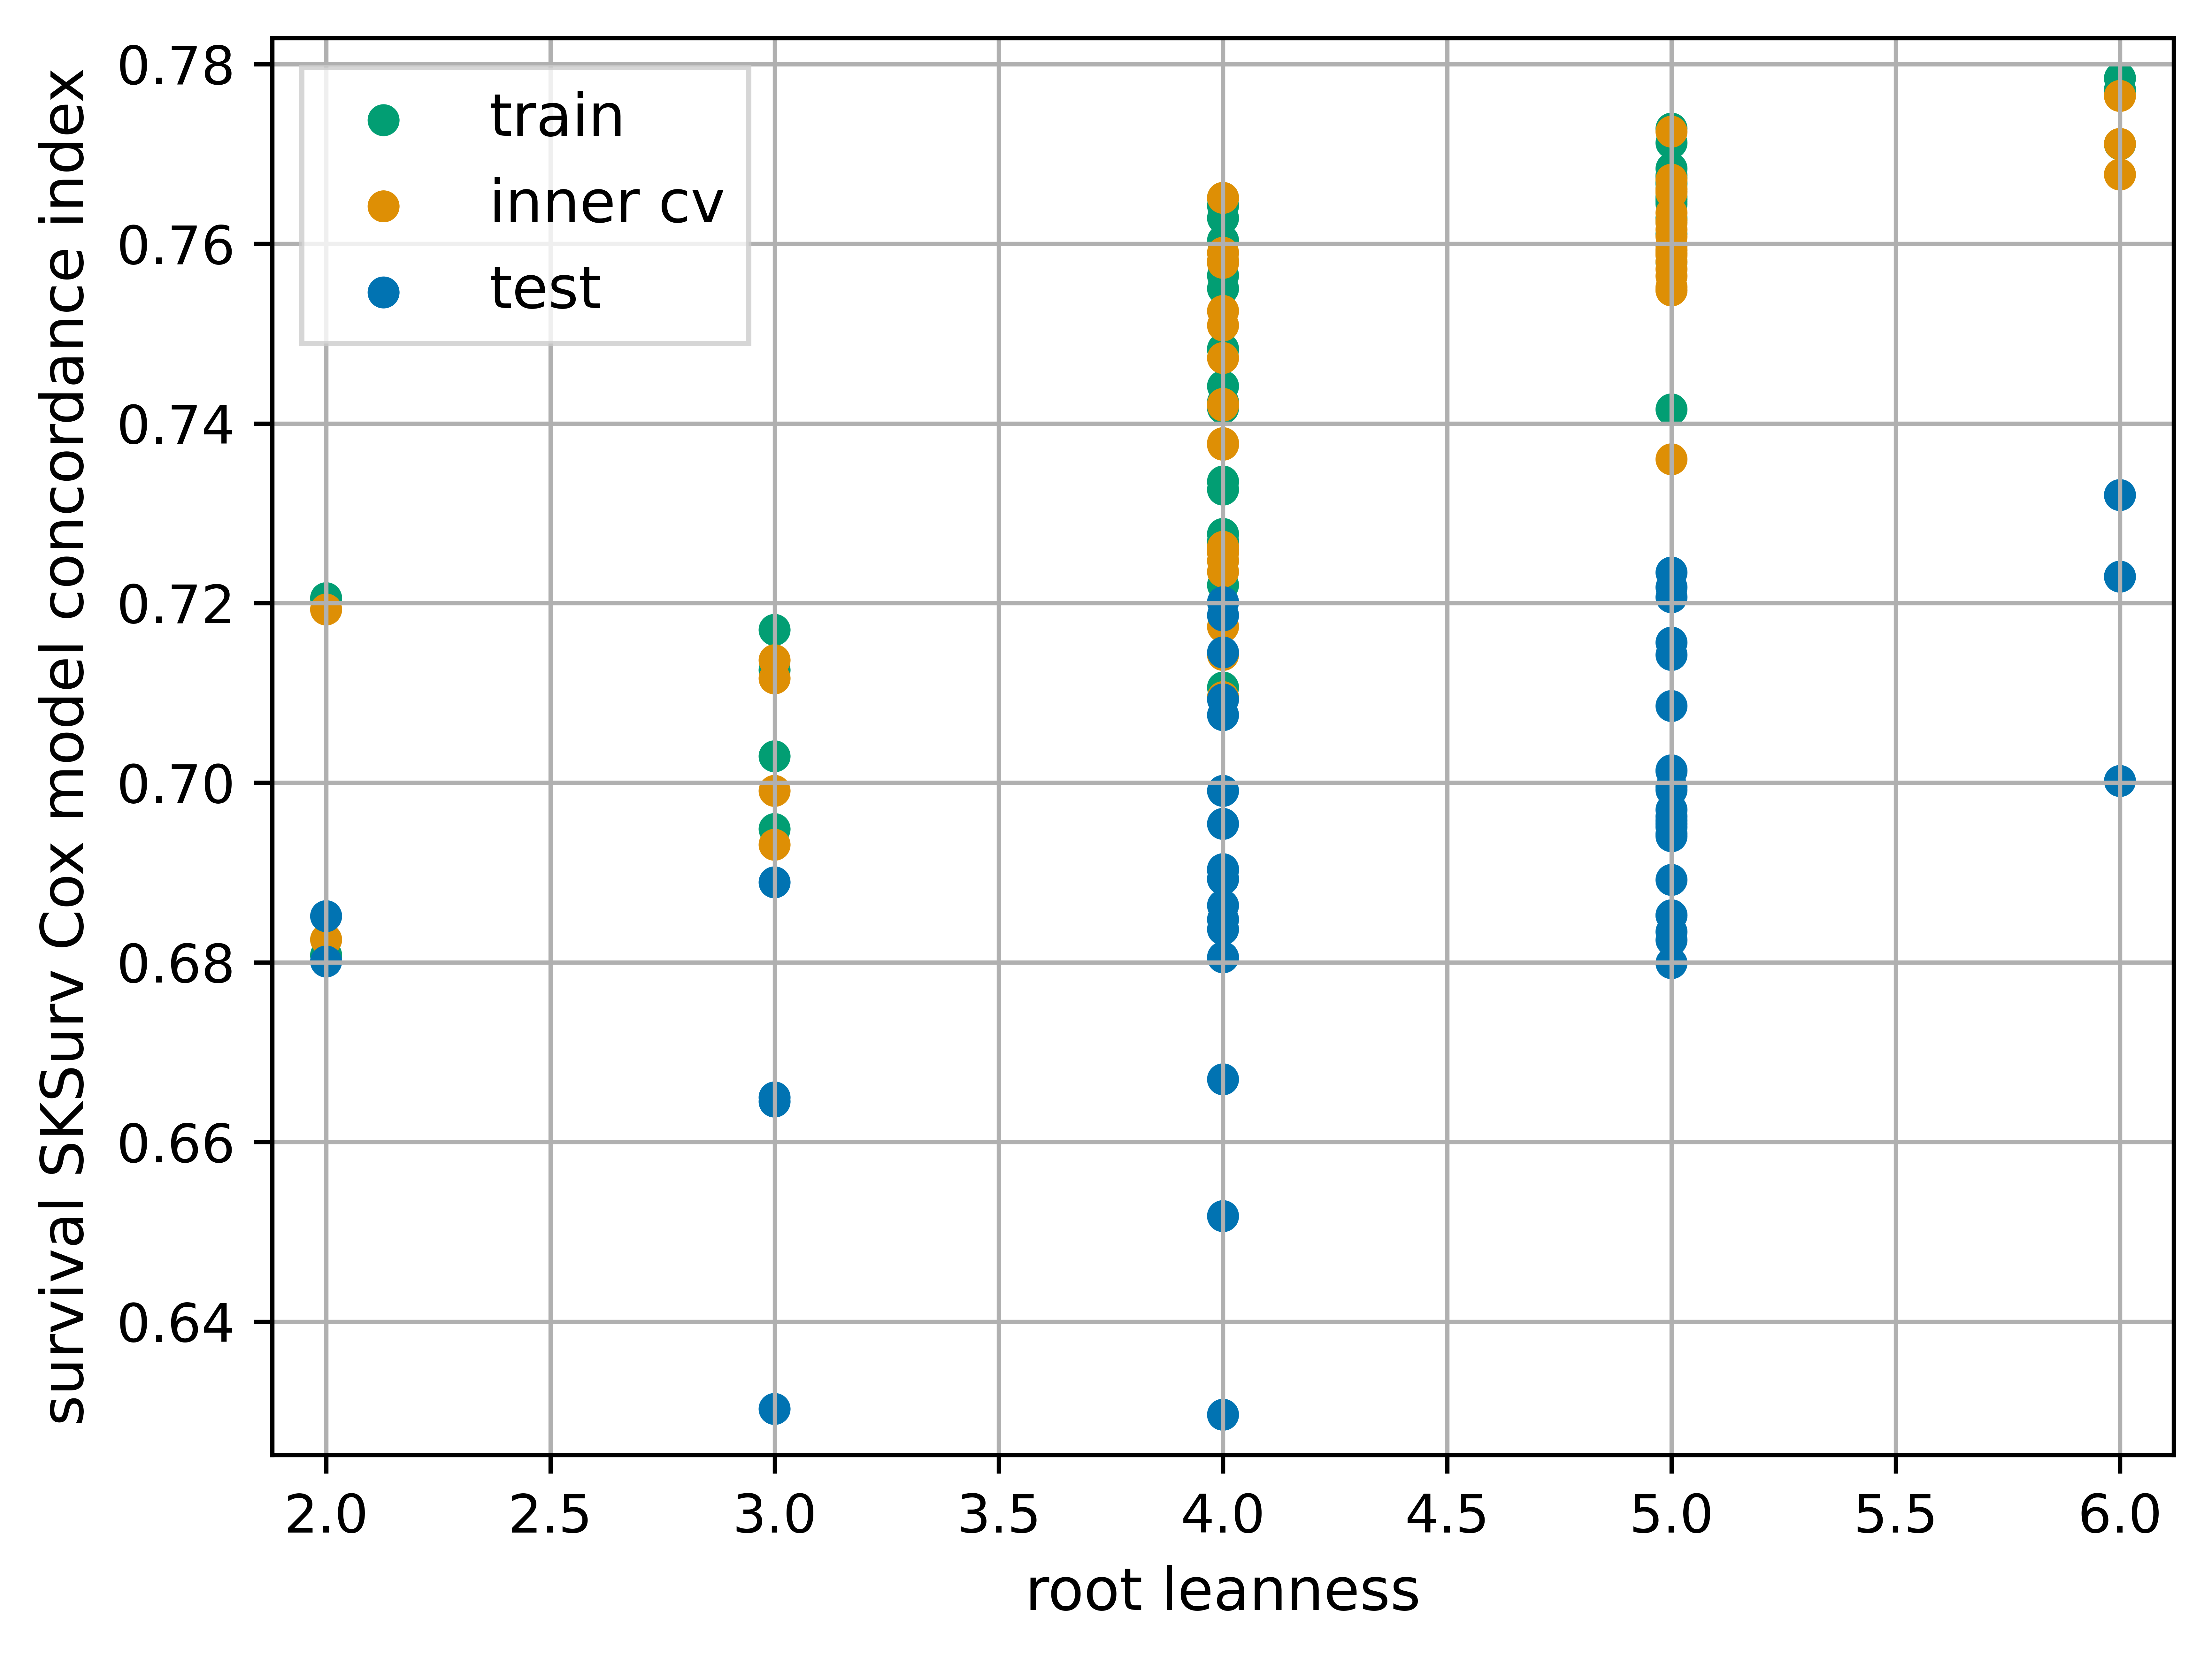 survival SKSurv Cox model concordance index
0.78
0.76
0.74
0.72
0.70
0.68
0.66
0.64
train
inner cv
test
2.0 2.5 3.0 3.5 4.0 4.5 5.0 5.5 6.0
root leanness